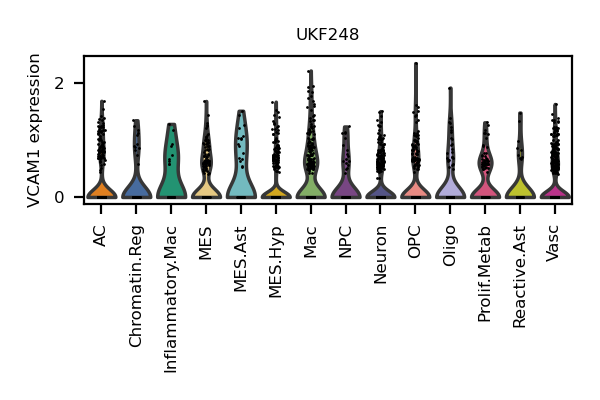 UKF248
VCAM1 expression
2
0
AC
Chromatin.Reg
Inflammatory.Mac
MES
MES.Ast
MES.Hyp
Mac
NPC
Neuron
OPC
Oligo
Prolif.Metab
Reactive.Ast
Vasc